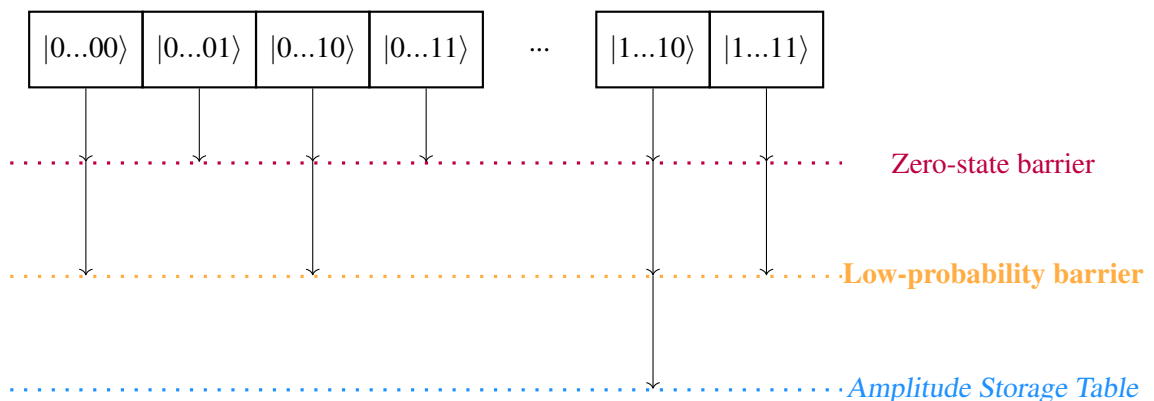 |0...00⟩ |0...01⟩ |0...10⟩ |0...11⟩ ... |1...10⟩ |1...11⟩
Zero-state barrier
Low-probability barrier
Amplitude Storage Table